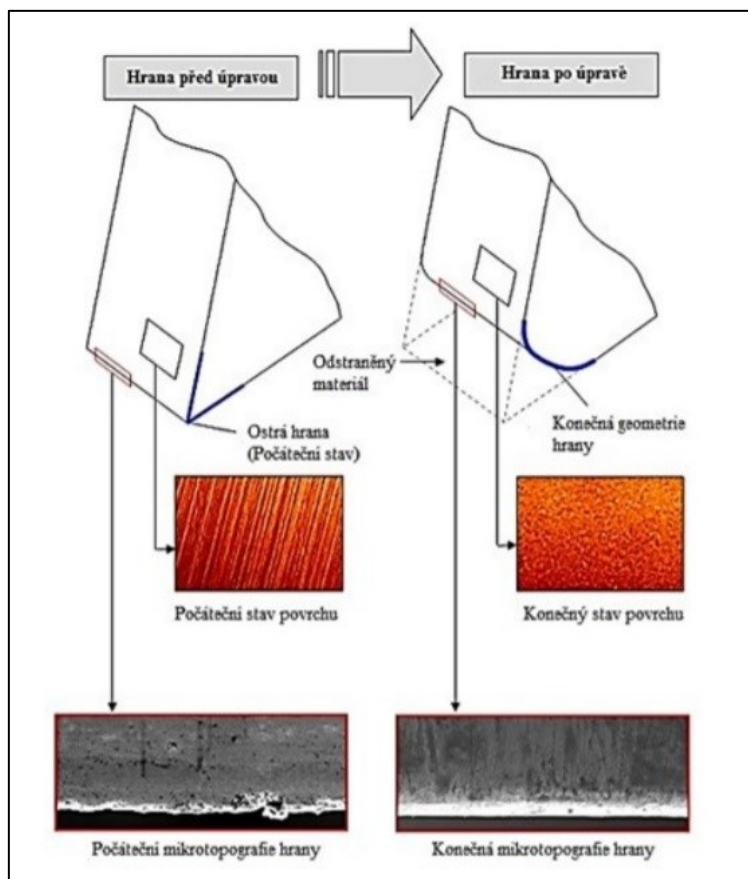 Hrana před úpravou
Hrana po úpravě
Ostrá hrana
(Počáteční stav)
Odstraněný
materiál
Konečná geometrie
hrany
Počáteční stav povrchu
Konečný stav povrchu
Počáteční mikrotopografie hrany
Konečná mikrotopografie hrany